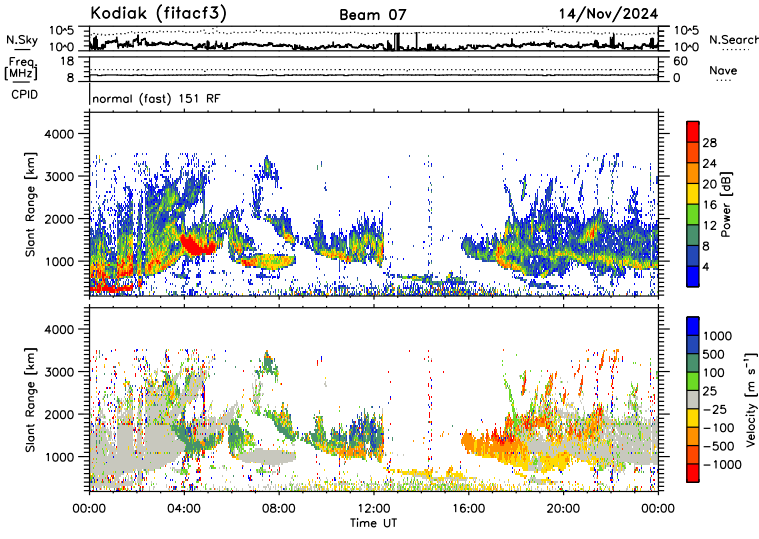 Kodiak (fitacf3) Beam 07 14/Nov/2024
N.Sky 10^5 10^0 10^5 10^0 N.Search
Freq. [MHz] 18 8 60 0 Nave
CPID normal (fast) 151 RF
Slant Range [km] 4000 3000 2000 1000
28 24 20 16 12 8 4 Power [dB]
Slant Range [km] 4000 3000 2000 1000
1000 500 100 25 −25 −100 −500 −1000 Velocity [m s⁻¹]
00:00 04:00 08:00 12:00 16:00 20:00 00:00
Time UT